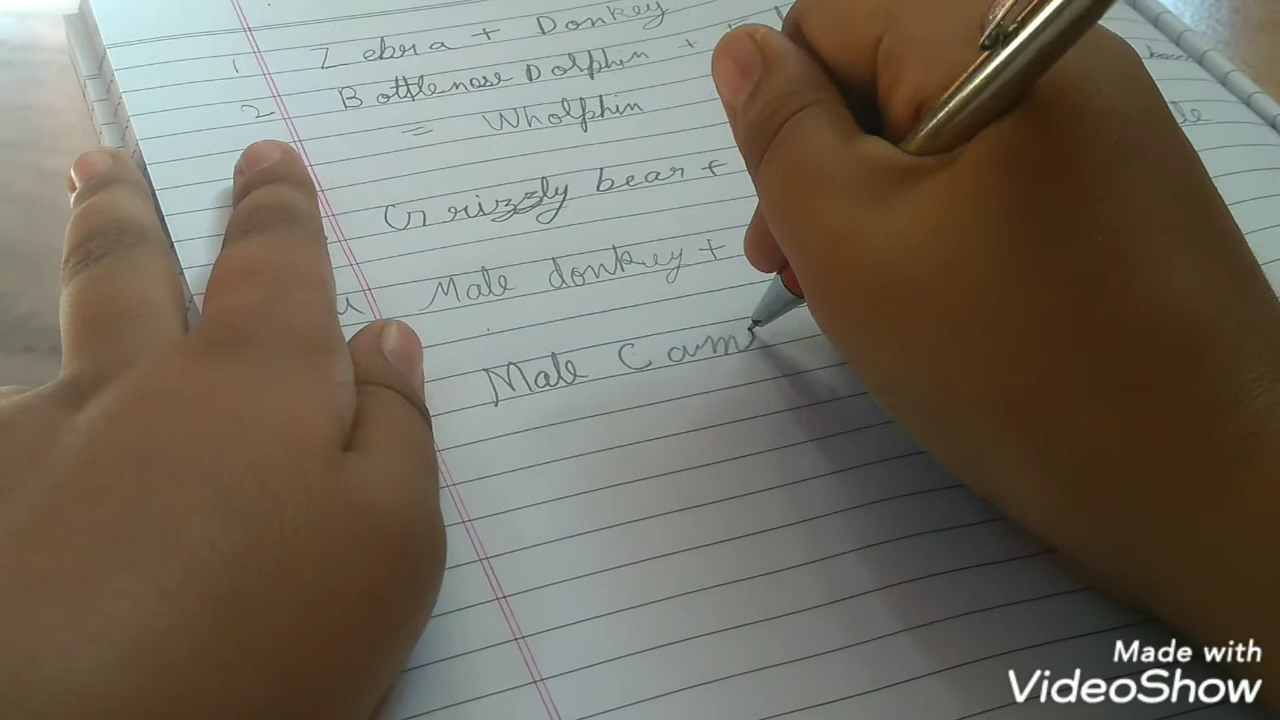 1 Zebra + Donkey +
2 Bottlenose Dolphin +
= Wholphin
Grizzly bear +
Male donkey +
Male Cam
Made with
VideoShow